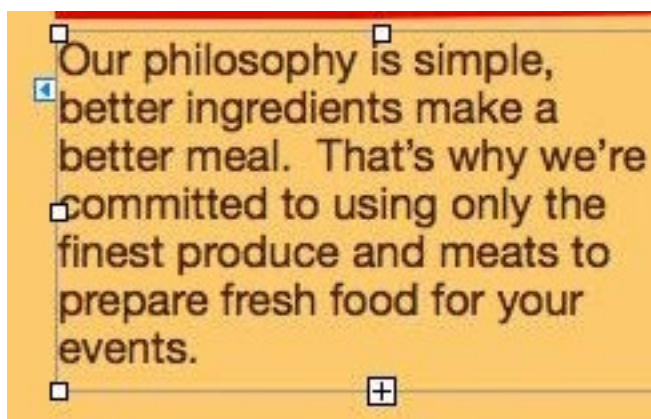 Our philosophy is simple,
better ingredients make a
better meal.  That’s why we’re
committed to using only the
finest produce and meats to
prepare fresh food for your
events.